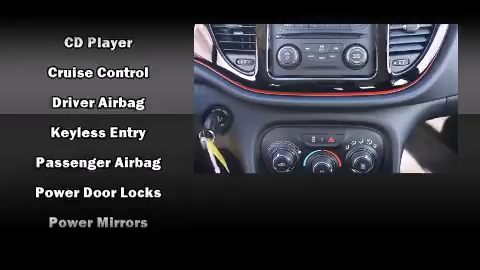 CD Player
Cruise Control
Driver Airbag
Keyless Entry
Passenger Airbag
Power Door Locks
Power Mirrors